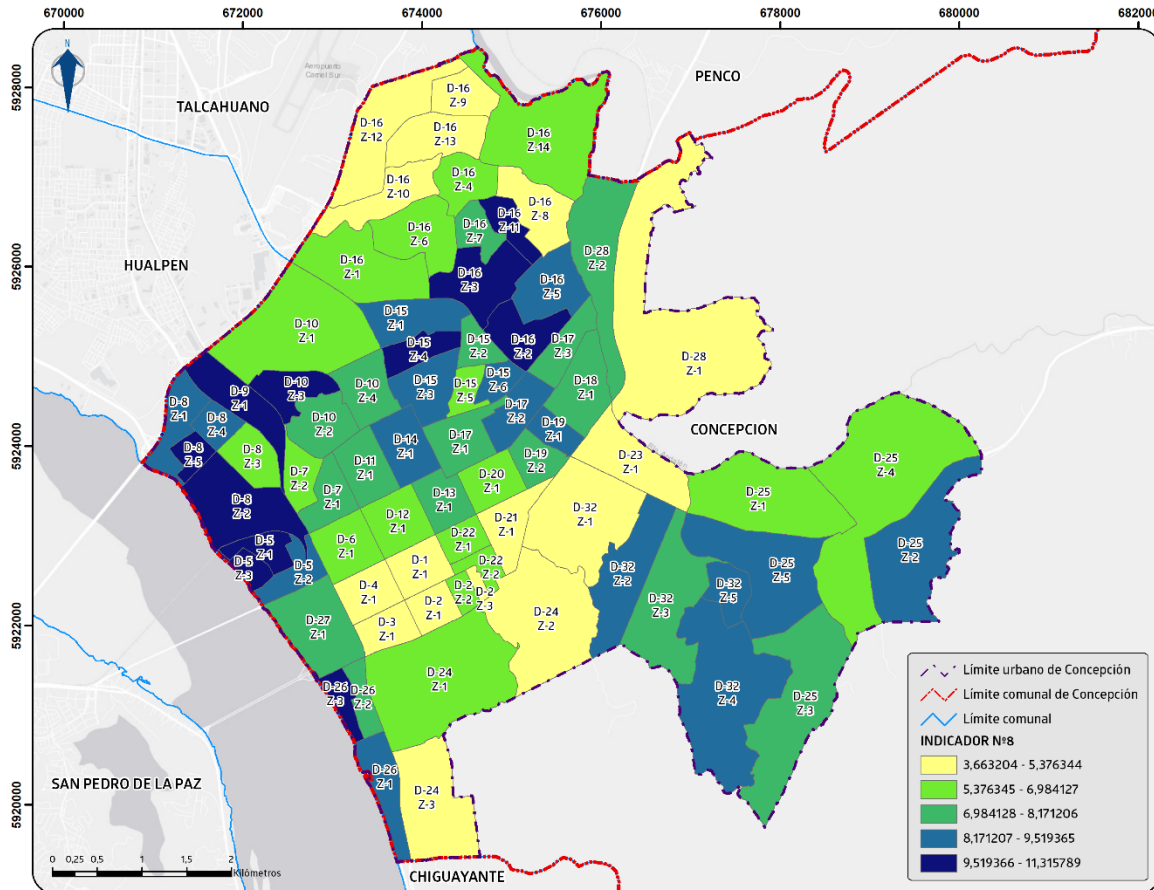 670000
672000
674000
676000
678000
680000
682000
5928000
5926000
5924000
5922000
5920000
N
Aeropuerto
Carriel Sur
PENCO
TALCAHUANO
HUALPEN
CONCEPCION
SAN PEDRO DE LA PAZ
CHIGUAYANTE
D-16
Z-9
D-16
Z-12
D-16
Z-13
D-16
Z-14
D-16
Z-10
D-16
Z-4
D-16
Z-8
D-16
Z-11
D-16
Z-7
D-16
Z-6
D-28
Z-2
D-16
Z-1
D-16
Z-3
D-16
Z-5
D-10
Z-1
D-15
Z-1
D-15
Z-4
D-15
Z-2
D-16
Z-2
D-17
Z-3
D-28
Z-1
D-9
Z-1
D-10
Z-3
D-10
Z-4
D-15
Z-3
D-15
Z-5
D-15
Z-6
D-18
Z-1
D-8
Z-1
D-8
Z-4
D-10
Z-2
D-17
Z-2
D-19
Z-1
D-8
Z-5
D-8
Z-3
D-14
Z-1
D-17
Z-1
D-19
Z-2
D-23
Z-1
D-7
Z-2
D-11
Z-1
D-25
Z-4
D-8
Z-2
D-7
Z-1
D-13
Z-1
D-20
Z-1
D-25
Z-1
D-12
Z-1
D-21
Z-1
D-32
Z-1
D-5
Z-1
D-6
Z-1
D-22
Z-1
D-25
Z-2
D-5
Z-3
D-5
Z-2
D-1
Z-1
D-22
Z-2
D-32
Z-2
D-25
Z-5
D-4
Z-1
D-2
Z-2
D-2
Z-3
D-32
Z-5
D-27
Z-1
D-3
Z-1
D-2
Z-1
D-24
Z-2
D-32
Z-3
D-24
Z-1
D-26
Z-3
D-26
Z-2
D-32
Z-4
D-25
Z-3
D-26
Z-1
D-24
Z-3
Límite urbano de Concepción
Límite comunal de Concepción
Límite comunal
INDICADOR Nº8
3,663204 - 5,376344
5,376345 - 6,984127
6,984128 - 8,171206
8,171207 - 9,519365
9,519366 - 11,315789
0 0,25 0,5 1 1,5 2
Kilómetros